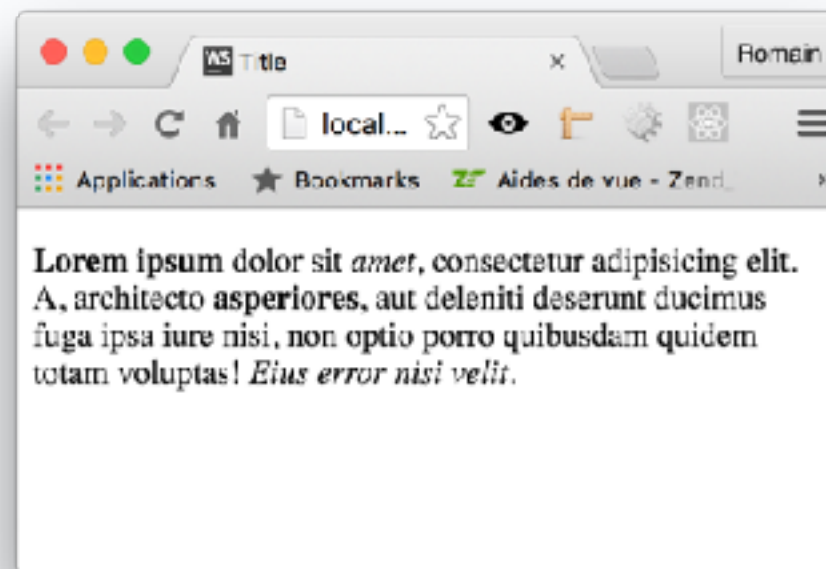 WS Title
Romain
local...
Applications Bookmarks ZF Aides de vue - Zend
Lorem ipsum dolor sit amet, consectetur adipisicing elit.
A, architecto asperiores, aut deleniti deserunt ducimus
fuga ipsa iure nisi, non optio porro quibusdam quidem
totam voluptas! Eius error nisi velit.